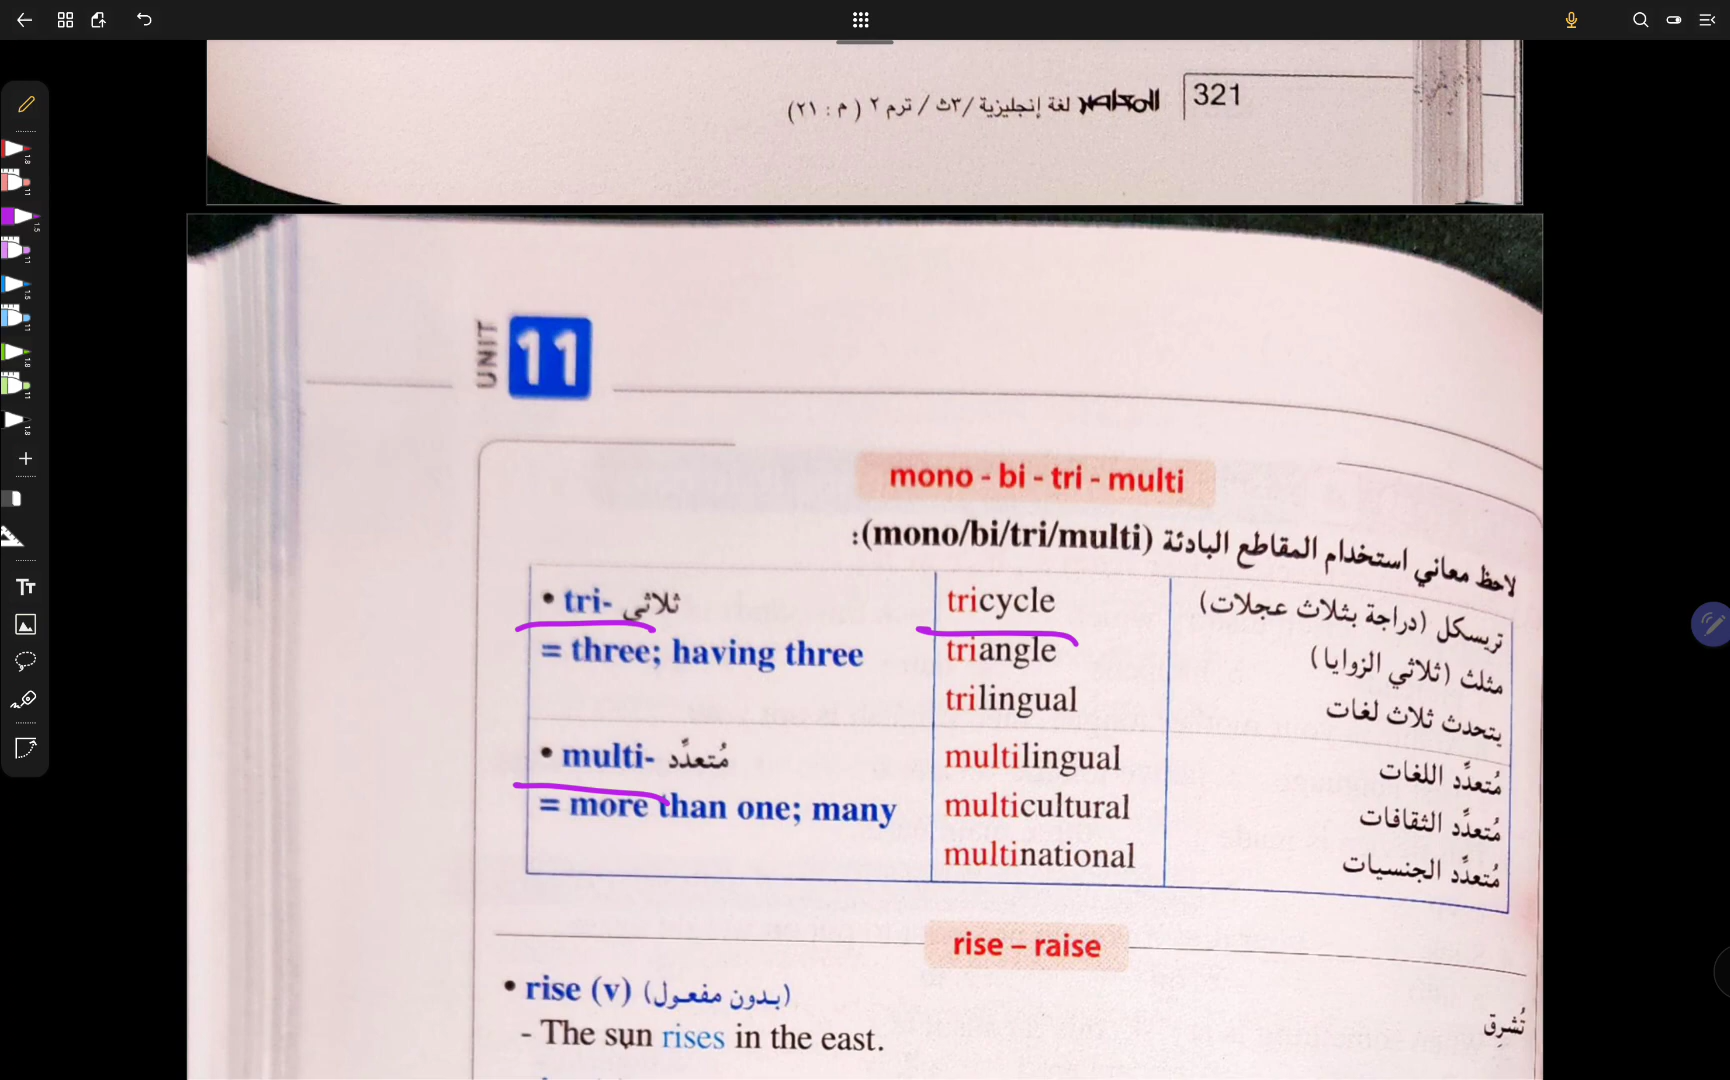 المحاصر لغة إنجليزية /٣ث / ترم ٢ (م : ٢١)
321
UNIT 11
mono - bi - tri - multi
لاحظ معاني استخدام المقاطع البادئة (mono/bi/tri/multi):
• tri- ثلاثي
= three; having three
tricycle تريسكل (دراجة بثلاث عجلات)
triangle مثلث (ثلاثي الزوايا)
trilingual يتحدث ثلاث لغات
• multi- مُتعدِّد
= more than one; many
multilingual مُتعدِّد اللغات
multicultural مُتعدِّد الثقافات
multinational مُتعدِّد الجنسيات
rise – raise
• rise (v) (بدون مفعول)
- The sun rises in the east. تُشرِق